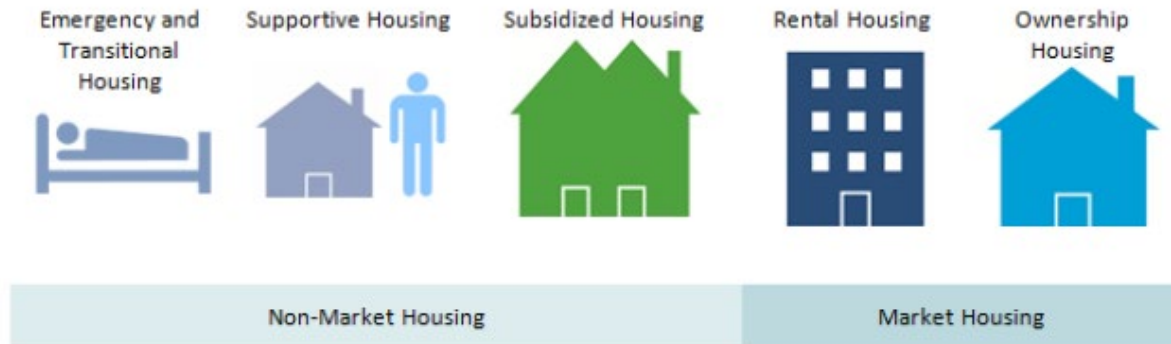 Emergency and
Transitional
Housing
Supportive Housing
Subsidized Housing
Rental Housing
Ownership
Housing
Non-Market Housing
Market Housing